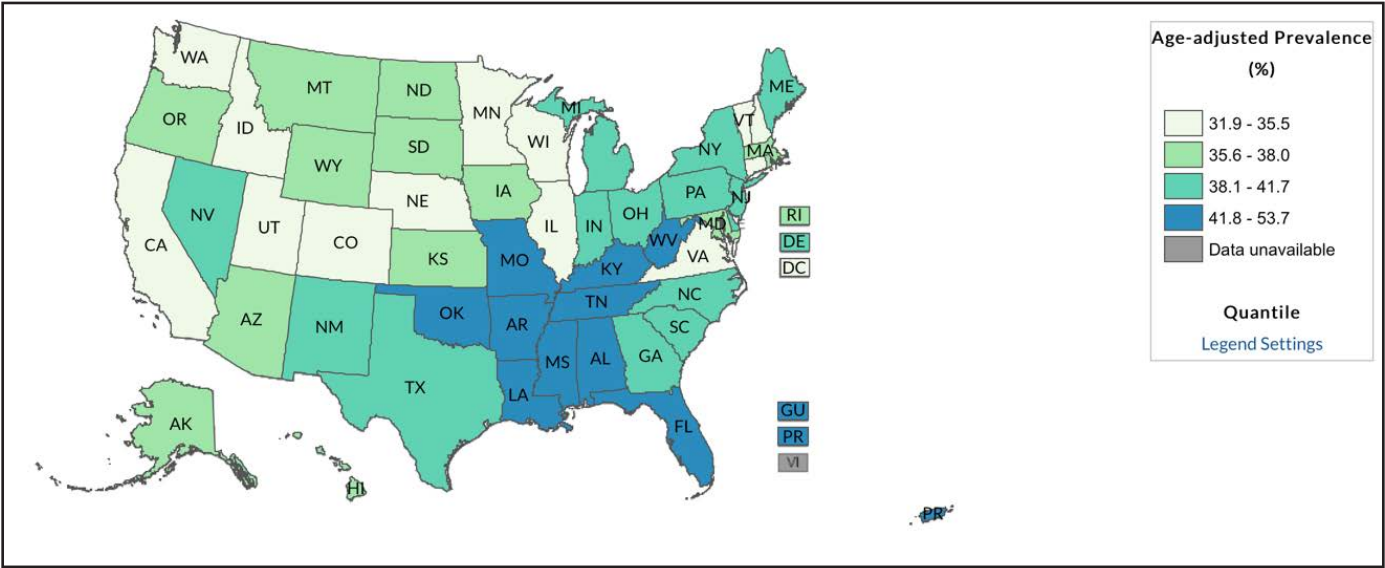 WA
MT
ND
MN
OR
ID
WY
SD
WI
MI
ME
VT
MA
NY
PA
NJ
IA
NE
NV
UT
CO
CA
KS
IL
IN
OH
MD
WV
VA
MO
KY
TN
NC
SC
AZ
NM
OK
AR
MS
AL
GA
TX
LA
FL
AK
HI
RI
DE
DC
GU
PR
VI
PR
Age-adjusted Prevalence
(%)
31.9 - 35.5
35.6 - 38.0
38.1 - 41.7
41.8 - 53.7
Data unavailable
Quantile
Legend Settings